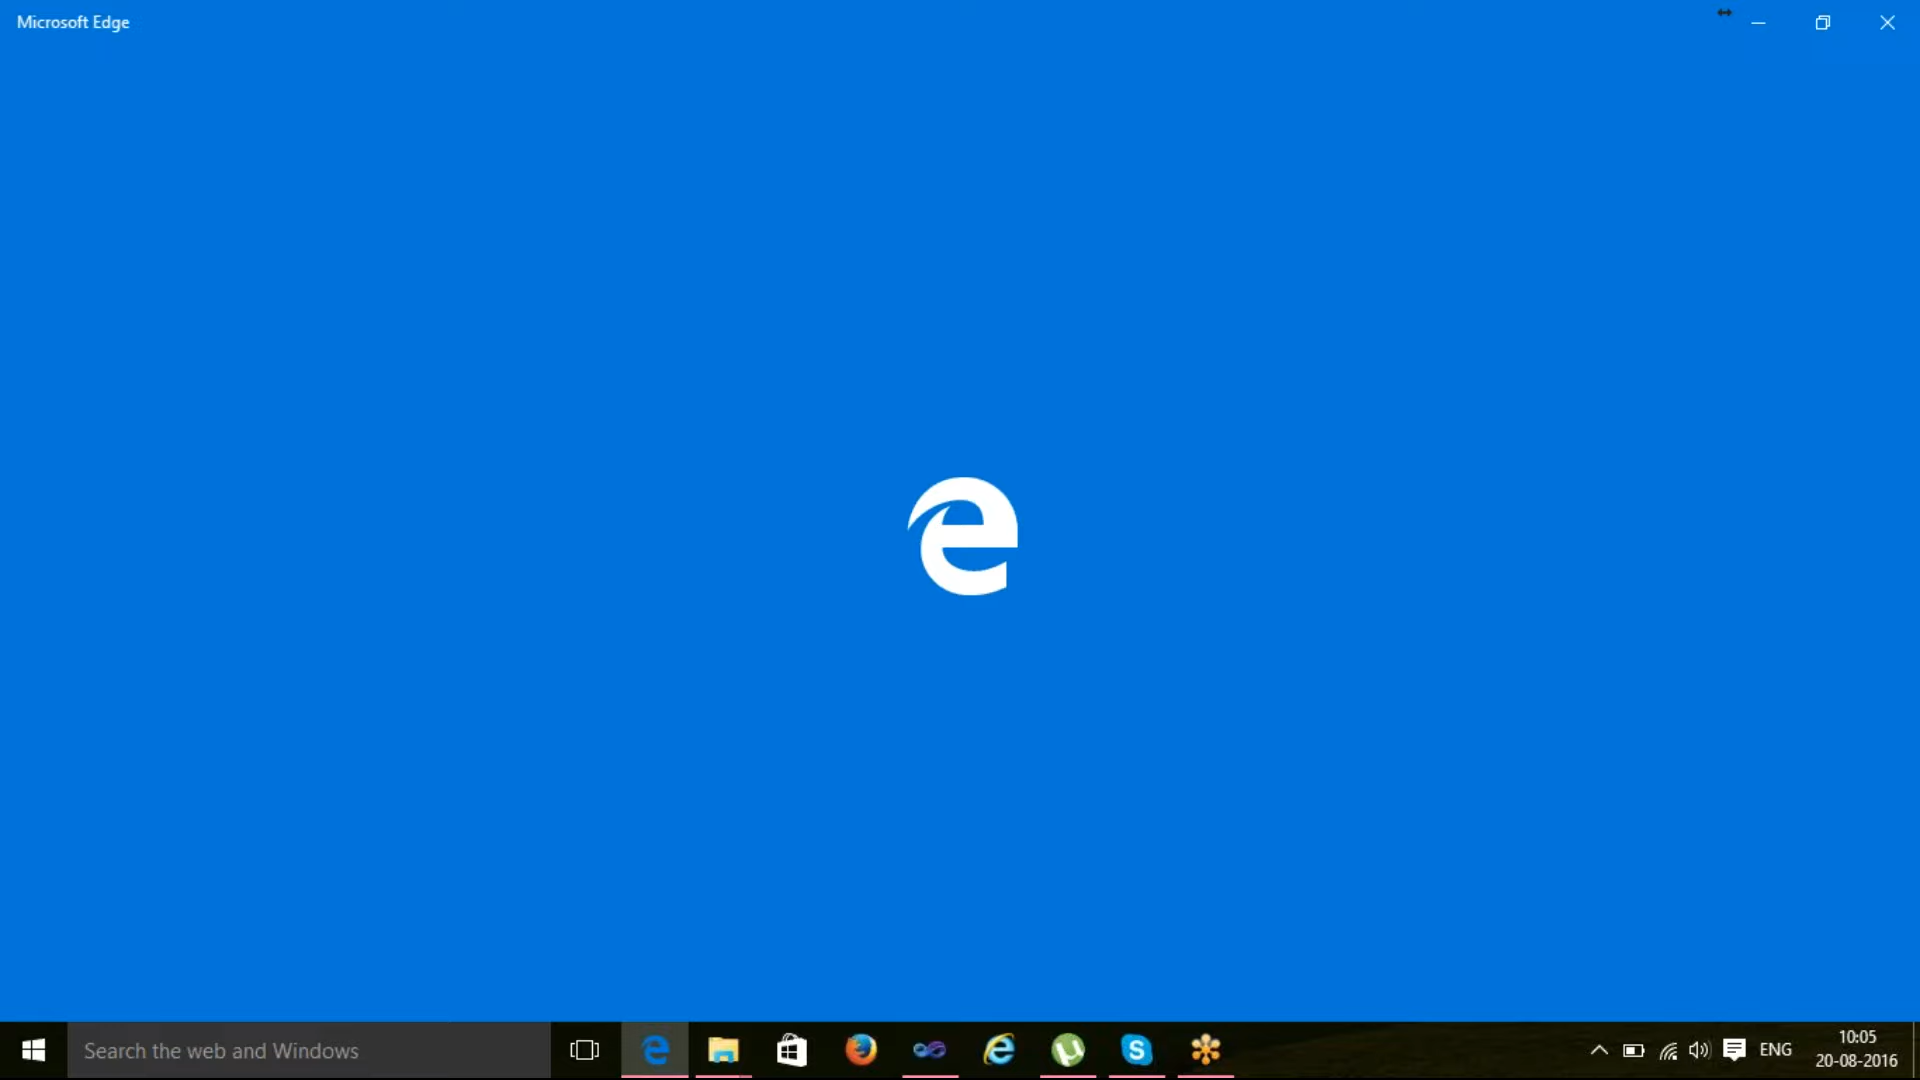 Microsoft Edge
Search the web and Windows
ENG
10:05
20-08-2016